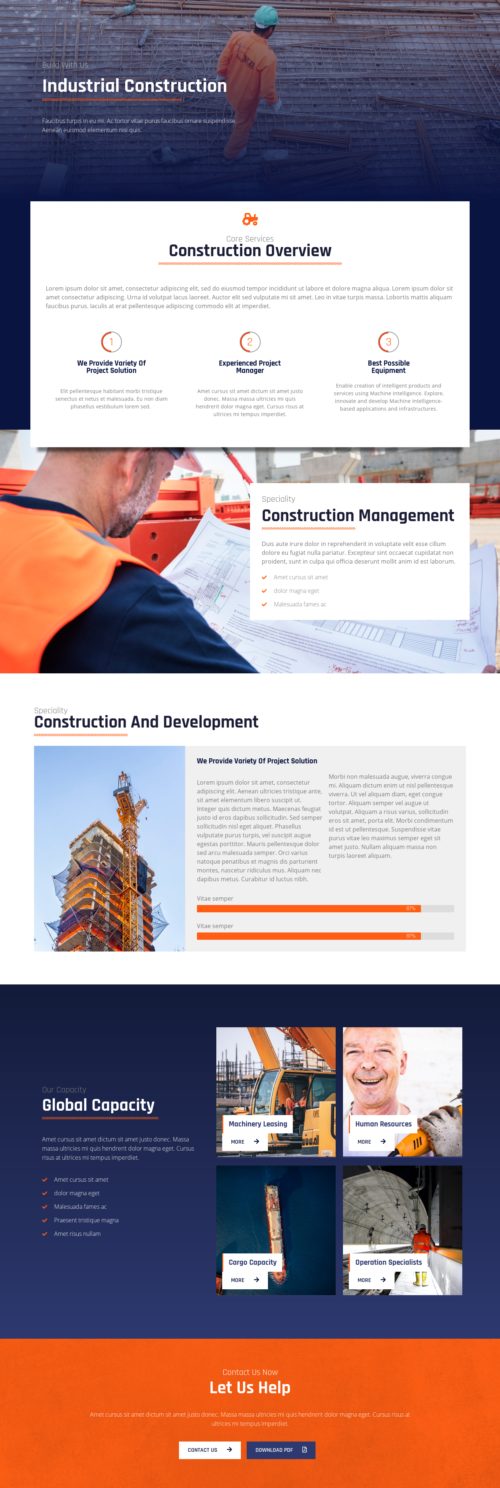 Build With Us
Industrial Construction
Faucibus turpis in eu mi. Ac tortor vitae purus faucibus ornare suspendisse.
Aenean euismod elementum nisi quis.
Core Services
Construction Overview
Lorem ipsum dolor sit amet, consectetur adipiscing elit, sed do eiusmod tempor incididunt ut labore et dolore magna aliqua. Lorem ipsum dolor sit
amet consectetur adipiscing. Urna id volutpat lacus laoreet. Auctor elit sed vulputate mi sit amet. Leo in vitae turpis massa. Lobortis mattis aliquam
faucibus purus. Iaculis at erat pellentesque adipiscing commodo elit at imperdiet.
1
We Provide Variety Of
Project Solution
Elit pellentesque habitant morbi tristique
senectus et netus et malesuada. Eu non diam
phasellus vestibulum lorem sed.
2
Experienced Project
Manager
Amet cursus sit amet dictum sit amet justo
donec. Massa massa ultricies mi quis
hendrerit dolor magna imperdiet. Cursus risus at
ultricies mi tempus imperdiet.
3
Best Possible
Equipment
Enable creation of intelligent products and
services using Machine Intelligence. Explore,
innovate and develop Machine intelligence-
based applications and infrastructures.
Speciality
Construction Management
Duis aute irure dolor in reprehenderit in voluptate velit esse cillum
dolore eu fugiat nulla pariatur. Excepteur sint occaecat cupidatat non
proident, sunt in culpa qui officia deserunt mollit anim id est laborum.
Amet cursus sit amet
dolor magna eget
Malesuada fames ac
Speciality
Construction And Development
We Provide Variety Of Project Solution
Lorem ipsum dolor sit amet, consectetur
adipiscing elit. Aenean ultricies tristique ante,
sit amet elementum libero suscipit ut.
Integer quis dictum metus. Maecenas feugiat
justo id eros dapibus sollicitudin. Sed semper
sollicitudin nisl eget aliquet. Phasellus
vulputate purus turpis, vel suscipit augue
egestas porttitor. Mauris pellentesque dolor
sed arcu malesuada semper. Orci varius
natoque penatibus et magnis dis parturient
montes, nascetur ridiculus mus. Aliquam nec
dapibus metus. Curabitur id luctus nibh.
Morbi non malesuada augue, viverra congue
mi. Aliquam dictum enim ut nisl pellentesque
viverra. Ut vel aliquam diam, eget congue
tortor. Aliquam semper vel augue ut
volutpat. Aliquam a risus varius, sollicitudin
eros sit amet, porta elit. Morbi condimentum
id est ut pellentesque. Suspendisse vitae
purus vitae leo maximus semper eget sit
amet justo. Nullam aliquam massa non
turpis laoreet aliquam.
Vitae semper
87%
Vitae semper
87%
Our Capacity
Global Capacity
Amet cursus sit amet dictum sit amet justo donec. Massa
massa ultricies mi quis hendrerit dolor magna eget. Cursus
risus at ultrices mi tempus imperdiet.
Amet cursus sit amet
dolor magna eget
Malesuada fames ac
Praesent tristique magna
Amet risus nullam
Machinery Leasing
MORE
Human Resources
MORE
Cargo Capacity
MORE
Operation Specialists
MORE
Contact Us Now
Let Us Help
Amet cursus sit amet dictum sit amet justo donec. Massa massa ultricies mi quis hendrerit dolor magna eget. Cursus risus at
ultrices mi tempus imperdiet.
CONTACT US
DOWNLOAD PDF